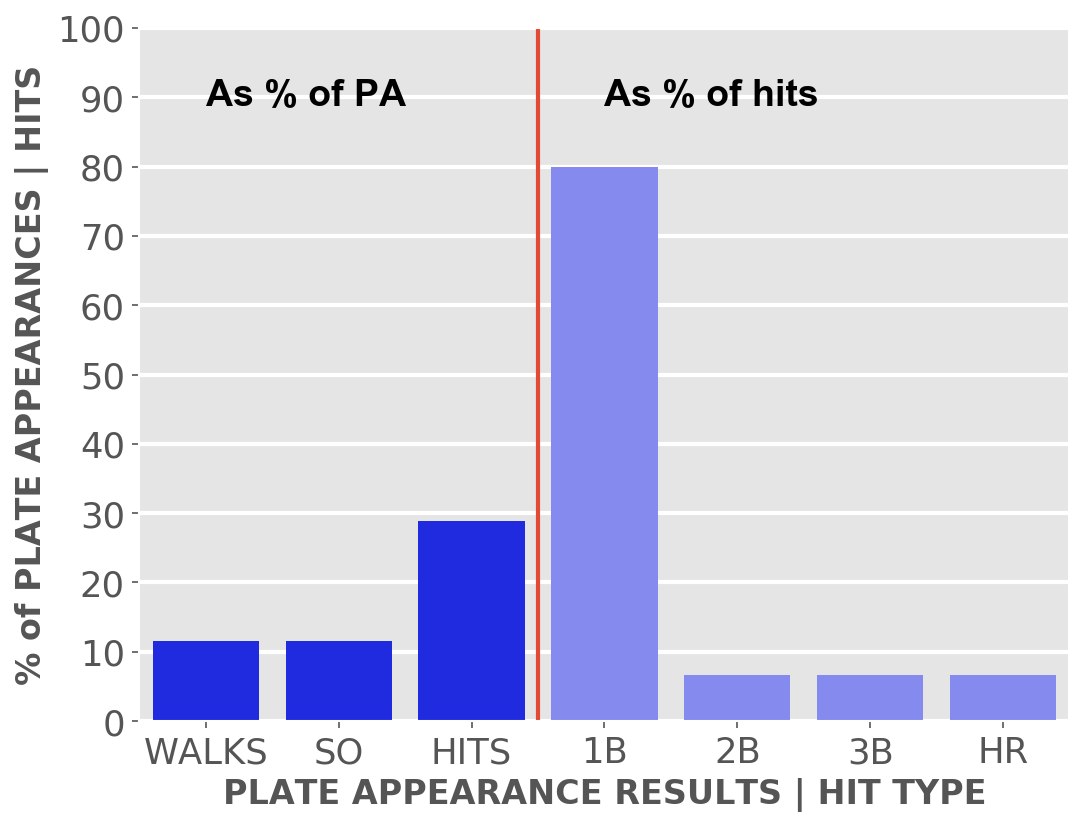 100
90
80
70
60
50
40
30
20
10
0
% of PLATE APPEARANCES | HITS
As % of PA
As % of hits
WALKS SO HITS 1B 2B 3B HR
PLATE APPEARANCE RESULTS | HIT TYPE